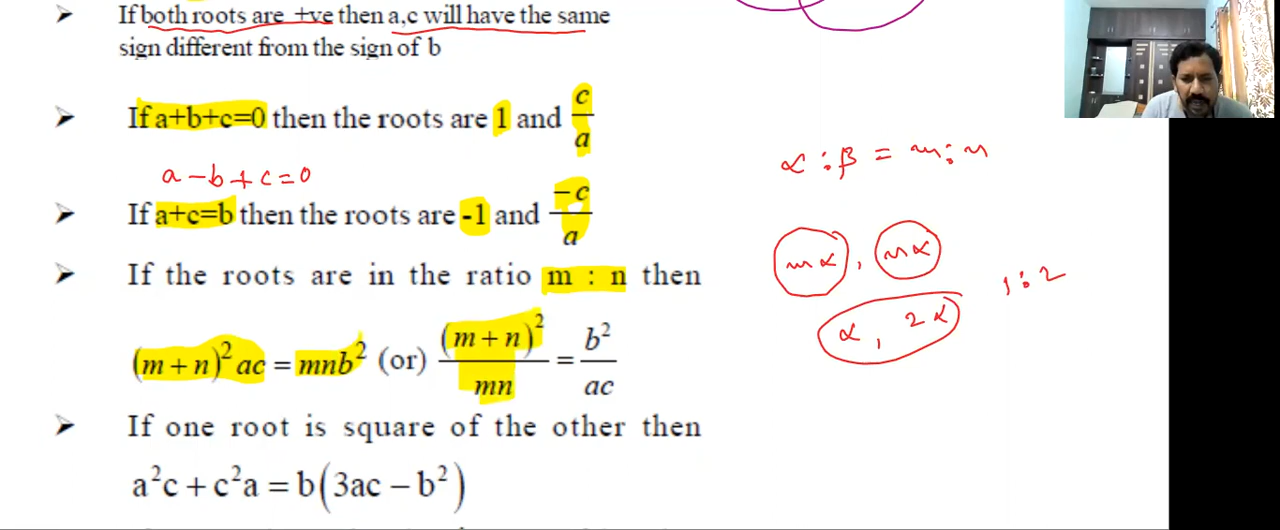 ➢ If both roots are +ve then a,c will have the same
sign different from the sign of b
➢ If a+b+c=0 then the roots are 1 and c/a
a - b + c = 0
➢ If a+c=b then the roots are -1 and -c/a
➢ If the roots are in the ratio m : n then
(m+n)² ac = mnb² (or) (m+n)²/mn = b²/ac
➢ If one root is square of the other then
a²c + c²a = b(3ac − b²)
α : β = m : n
mα , nα
α , 2α
1 : 2